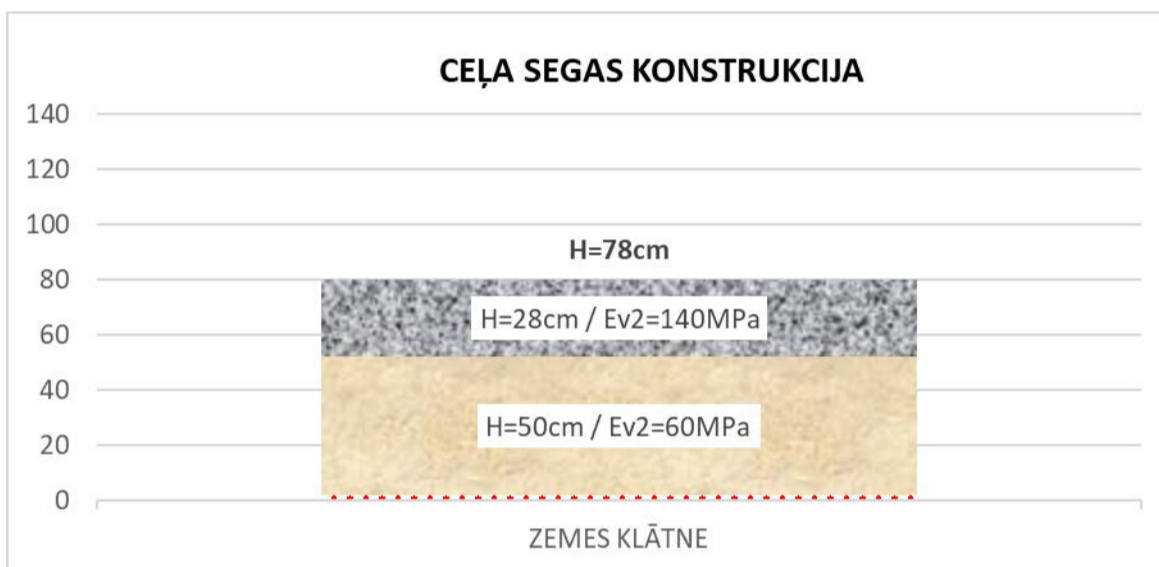 CEĻA SEGAS KONSTRUKCIJA
140
120
100
H=78cm
80
H=28cm / Ev2=140MPa
60
40
H=50cm / Ev2=60MPa
20
0
ZEMES KLĀTNE